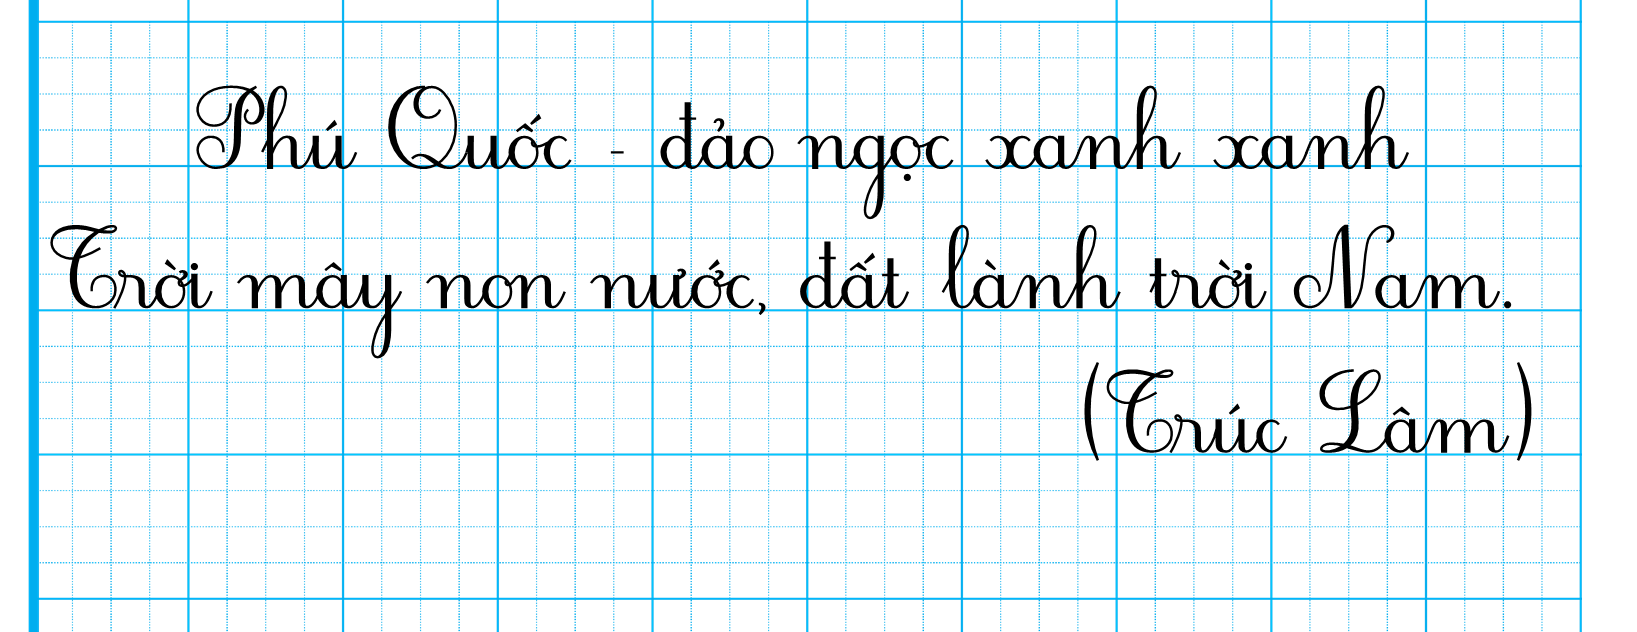 Phú Quốc - đảo ngọc xanh xanh
Trời mây non nước, đất lành trời Nam.
(Trúc Lâm)